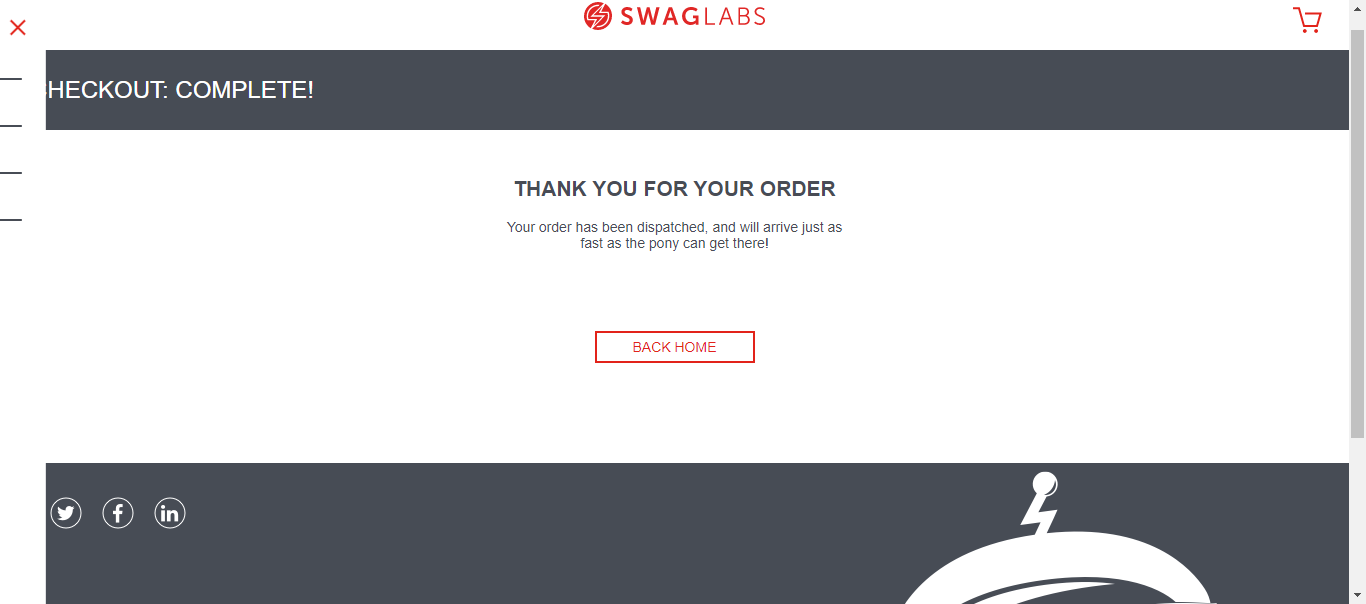 SWAGLABS
HECKOUT: COMPLETE!
THANK YOU FOR YOUR ORDER
Your order has been dispatched, and will arrive just as
fast as the pony can get there!
BACK HOME